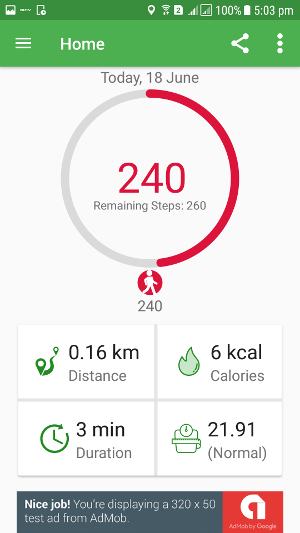 2 100% 5:03 pm
Home
Today, 18 June
240
Remaining Steps: 260
240
0.16 km
Distance
6 kcal
Calories
3 min
Duration
21.91
(Normal)
Nice job! You're displaying a 320 x 50
test ad from AdMob.
AdMob by Google